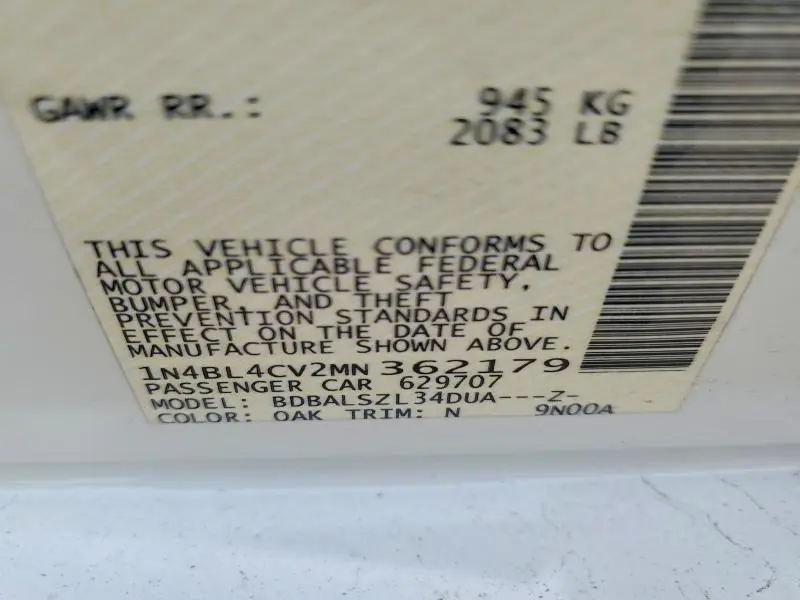 GAWR RR.: 945 KG
2083 LB
THIS VEHICLE CONFORMS TO
ALL APPLICABLE FEDERAL
MOTOR VEHICLE SAFETY,
BUMPER, AND THEFT
PREVENTION STANDARDS IN
EFFECT ON THE DATE OF
MANUFACTURE SHOWN ABOVE.
1N4BL4CV2MN362179
PASSENGER CAR 629707
MODEL: BDBALSZL34DUA---Z-
COLOR: QAK TRIM: N 9N00A